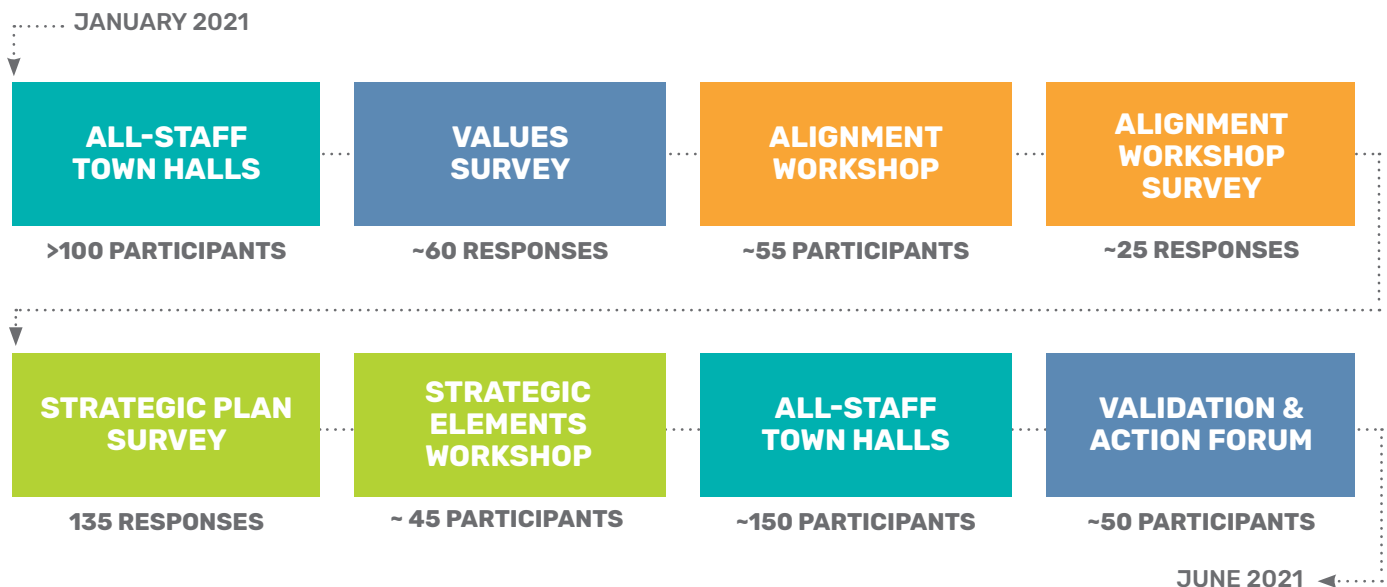 JANUARY 2021
ALL-STAFF
TOWN HALLS
VALUES
SURVEY
ALIGNMENT
WORKSHOP
ALIGNMENT
WORKSHOP
SURVEY
>100 PARTICIPANTS
~60 RESPONSES
~55 PARTICIPANTS
~25 RESPONSES
STRATEGIC PLAN
SURVEY
STRATEGIC
ELEMENTS
WORKSHOP
ALL-STAFF
TOWN HALLS
VALIDATION &
ACTION FORUM
135 RESPONSES
~ 45 PARTICIPANTS
~150 PARTICIPANTS
~50 PARTICIPANTS
JUNE 2021